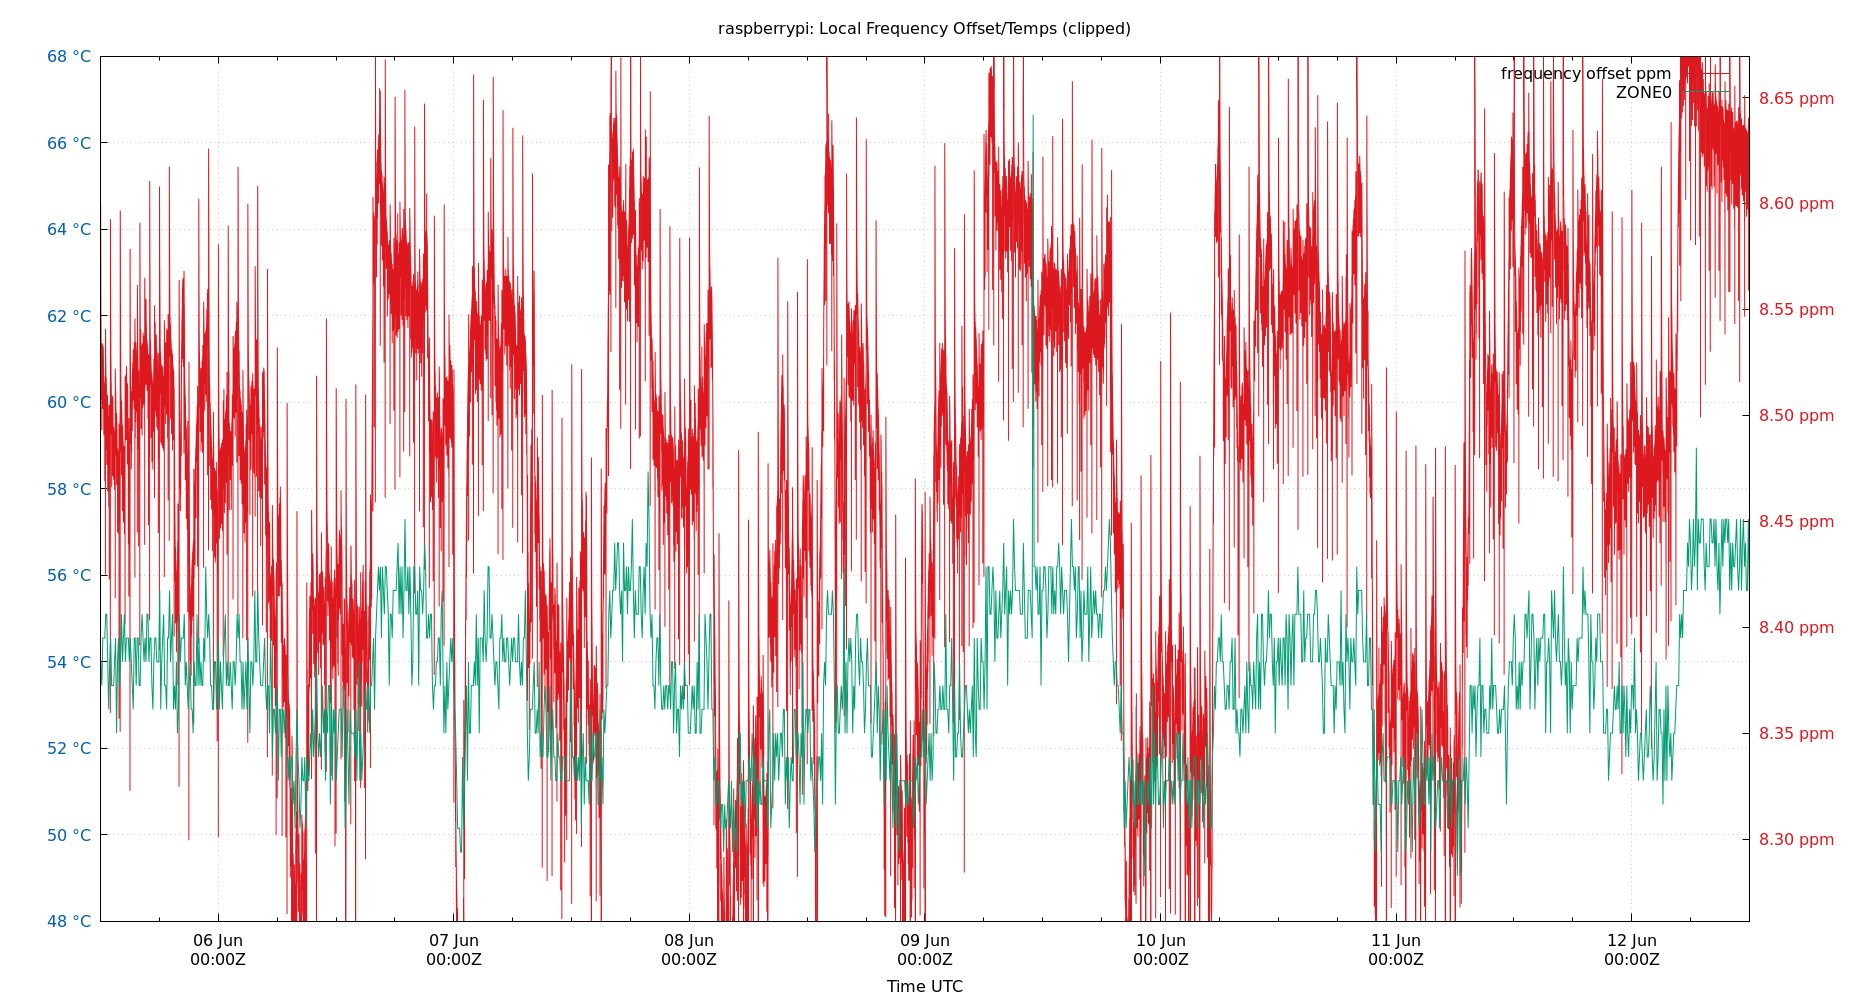 raspberrypi: Local Frequency Offset/Temps (clipped)
68 °C
66 °C
64 °C
62 °C
60 °C
58 °C
56 °C
54 °C
52 °C
50 °C
48 °C
frequency offset ppm
ZONE0
8.65 ppm
8.60 ppm
8.55 ppm
8.50 ppm
8.45 ppm
8.40 ppm
8.35 ppm
8.30 ppm
06 Jun 07 Jun 08 Jun 09 Jun 10 Jun 11 Jun 12 Jun
00:00Z 00:00Z 00:00Z 00:00Z 00:00Z 00:00Z 00:00Z
Time UTC